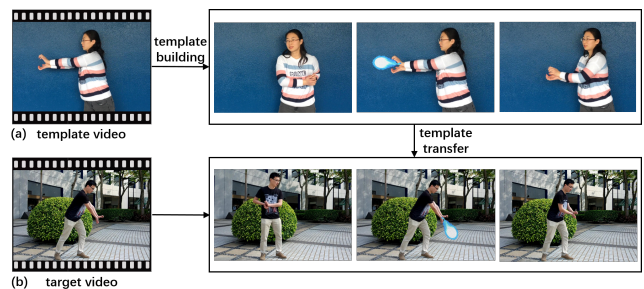 template
building
(a) template video
template
transfer
(b) target video